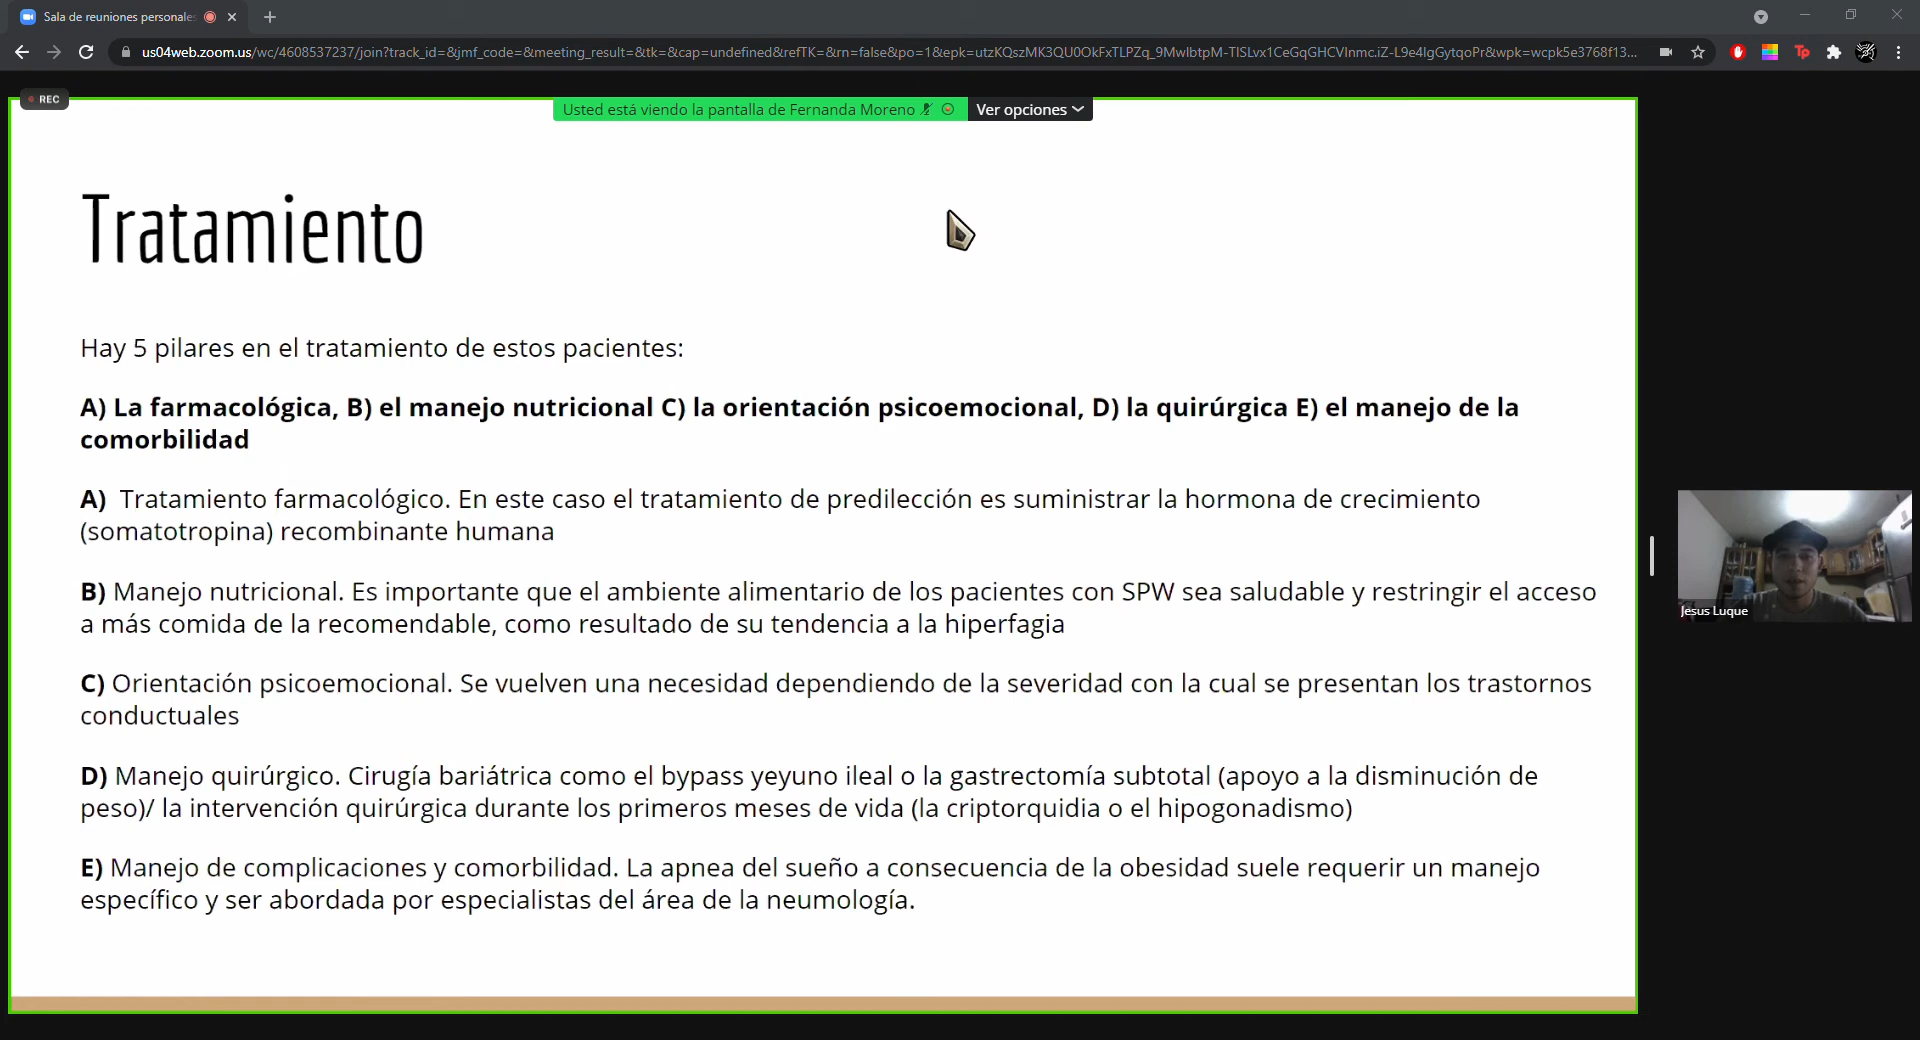 Sala de reuniones personales
us04web.zoom.us/wc/4608537237/join?track_id=&jmf_code=&meeting_result=&tk=&cap=undefined&refTK=&rn=false&po=1&epk=utzKQszMK3QU0OkFxTLPZq_9MwIbtpM-TISLvx1CeGqGHCVInmc.iZ-L9e4IgGytqoPr&wpk=wcpk5e3768f13...
REC
Usted está viendo la pantalla de Fernanda Moreno
Ver opciones
Tratamiento
Hay 5 pilares en el tratamiento de estos pacientes:
A) La farmacológica, B) el manejo nutricional C) la orientación psicoemocional, D) la quirúrgica E) el manejo de la
comorbilidad
A) Tratamiento farmacológico. En este caso el tratamiento de predilección es suministrar la hormona de crecimiento
(somatotropina) recombinante humana
B) Manejo nutricional. Es importante que el ambiente alimentario de los pacientes con SPW sea saludable y restringir el acceso
a más comida de la recomendable, como resultado de su tendencia a la hiperfagia
C) Orientación psicoemocional. Se vuelven una necesidad dependiendo de la severidad con la cual se presentan los trastornos
conductuales
D) Manejo quirúrgico. Cirugía bariátrica como el bypass yeyuno ileal o la gastrectomía subtotal (apoyo a la disminución de
peso)/ la intervención quirúrgica durante los primeros meses de vida (la criptorquidia o el hipogonadismo)
E) Manejo de complicaciones y comorbilidad. La apnea del sueño a consecuencia de la obesidad suele requerir un manejo
específico y ser abordada por especialistas del área de la neumología.
Jesus Luque